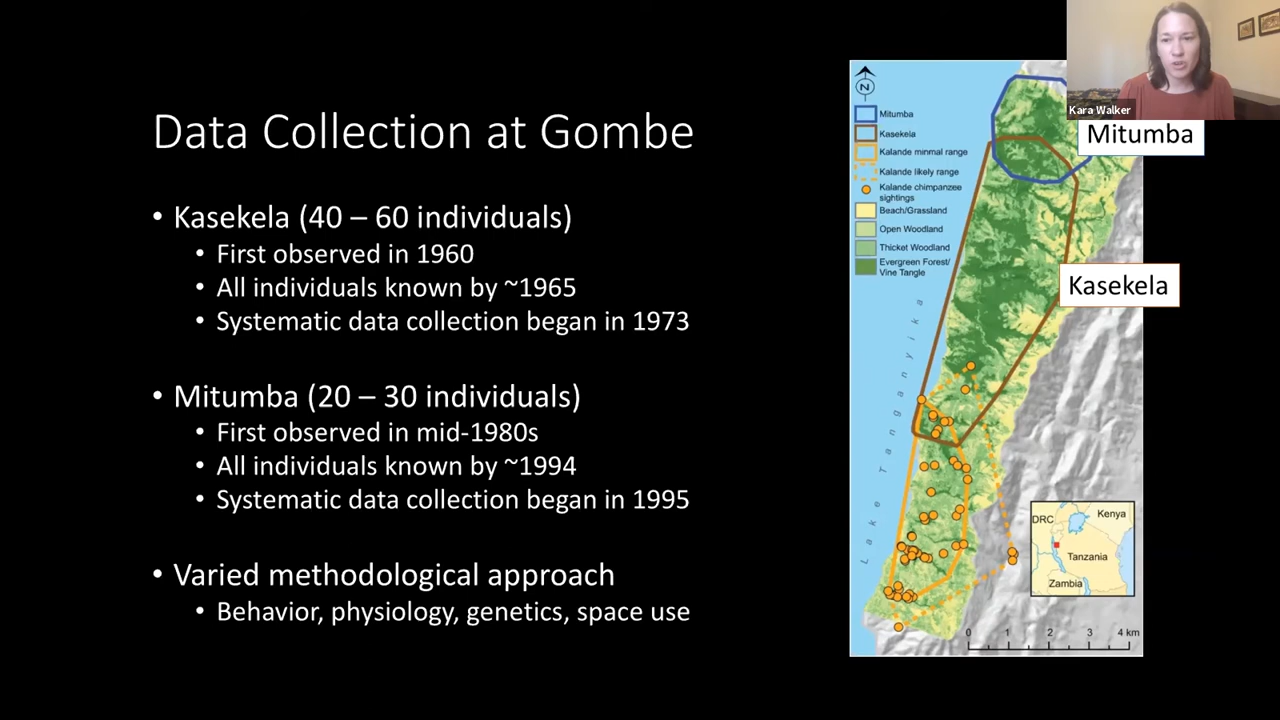 Data Collection at Gombe
• Kasekela (40 – 60 individuals)
• First observed in 1960
• All individuals known by ~1965
• Systematic data collection began in 1973
• Mitumba (20 – 30 individuals)
• First observed in mid-1980s
• All individuals known by ~1994
• Systematic data collection began in 1995
• Varied methodological approach
• Behavior, physiology, genetics, space use
N
Mitumba
Kasekela
Kalande minmal range
Kalande likely range
Kalande chimpanzee
sightings
Beach/Grassland
Open Woodland
Thicket Woodland
Evergreen Forest/
Vine Tangle
Lake Tanganyika
Kara Walker
Mitumba
Kasekela
DRC
Kenya
Tanzania
Zambia
0 1 2 3 4 km